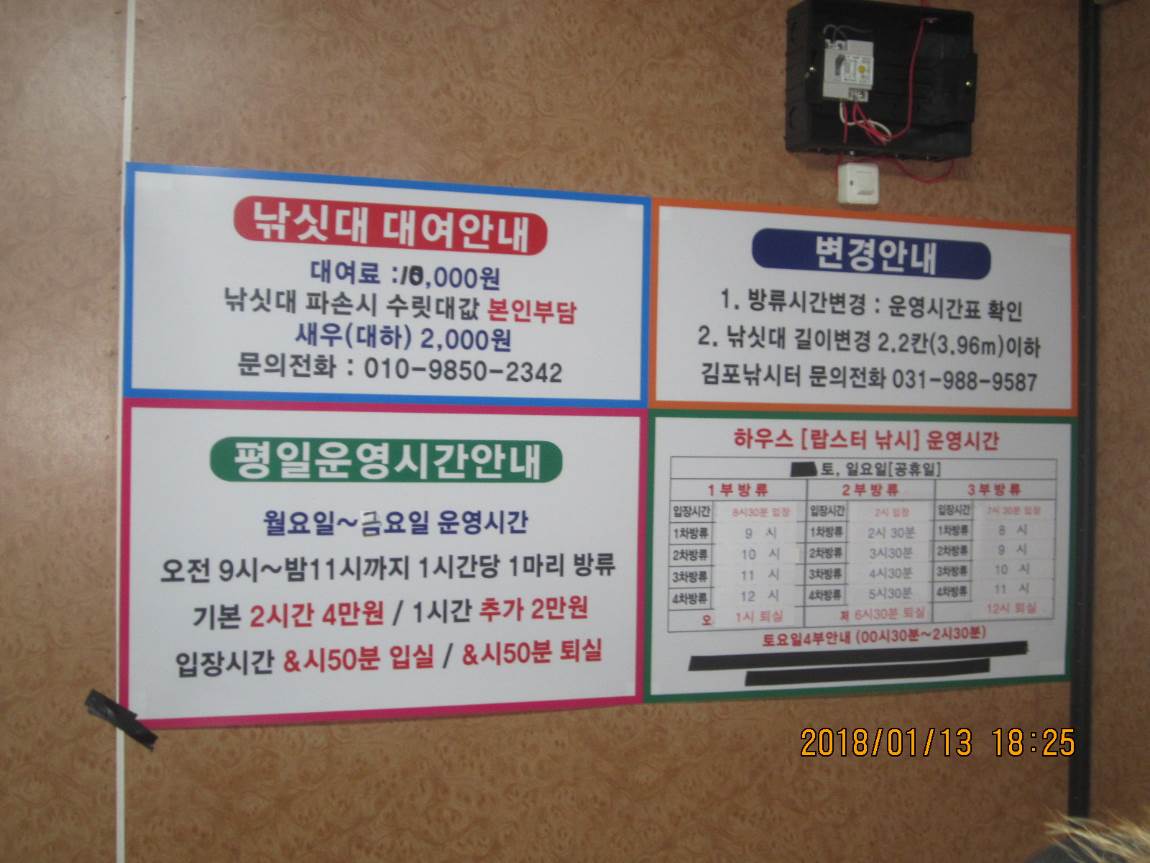 낚싯대 대여안내
대여료 :10,000원
낚싯대 파손시 수릿대값 본인부담
새우(대하) 2,000원
문의전화 : 010-9850-2342
변경안내
1. 방류시간변경 : 운영시간표 확인
2. 낚싯대 길이변경 2.2칸(3.96m)이하
김포낚시터 문의전화 031-988-9587
평일운영시간안내
월요일~금요일 운영시간
오전 9시~밤11시까지 1시간당 1마리 방류
기본 2시간 4만원 / 1시간 추가 2만원
입장시간 &시50분 입실 / &시50분 퇴실
하우스 [랍스터 낚시] 운영시간
토, 일요일[공휴일]
1부방류 2부방류 3부방류
입장시간 8시30분 입장 입장시간 2시 입장 입장시간 7시 30분 입장
1차방류 9 시 1차방류 2시 30분 1차방류 8 시
2차방류 10 시 2차방류 3시30분 2차방류 9 시
3차방류 11 시 3차방류 4시30분 3차방류 10 시
4차방류 12 시 4차방류 5시30분 4차방류 11 시
오 1시 퇴실 저 6시30분 퇴실 12시 퇴실
토요일4부안내 (00시30분~2시30분)
2018/01/13 18:25